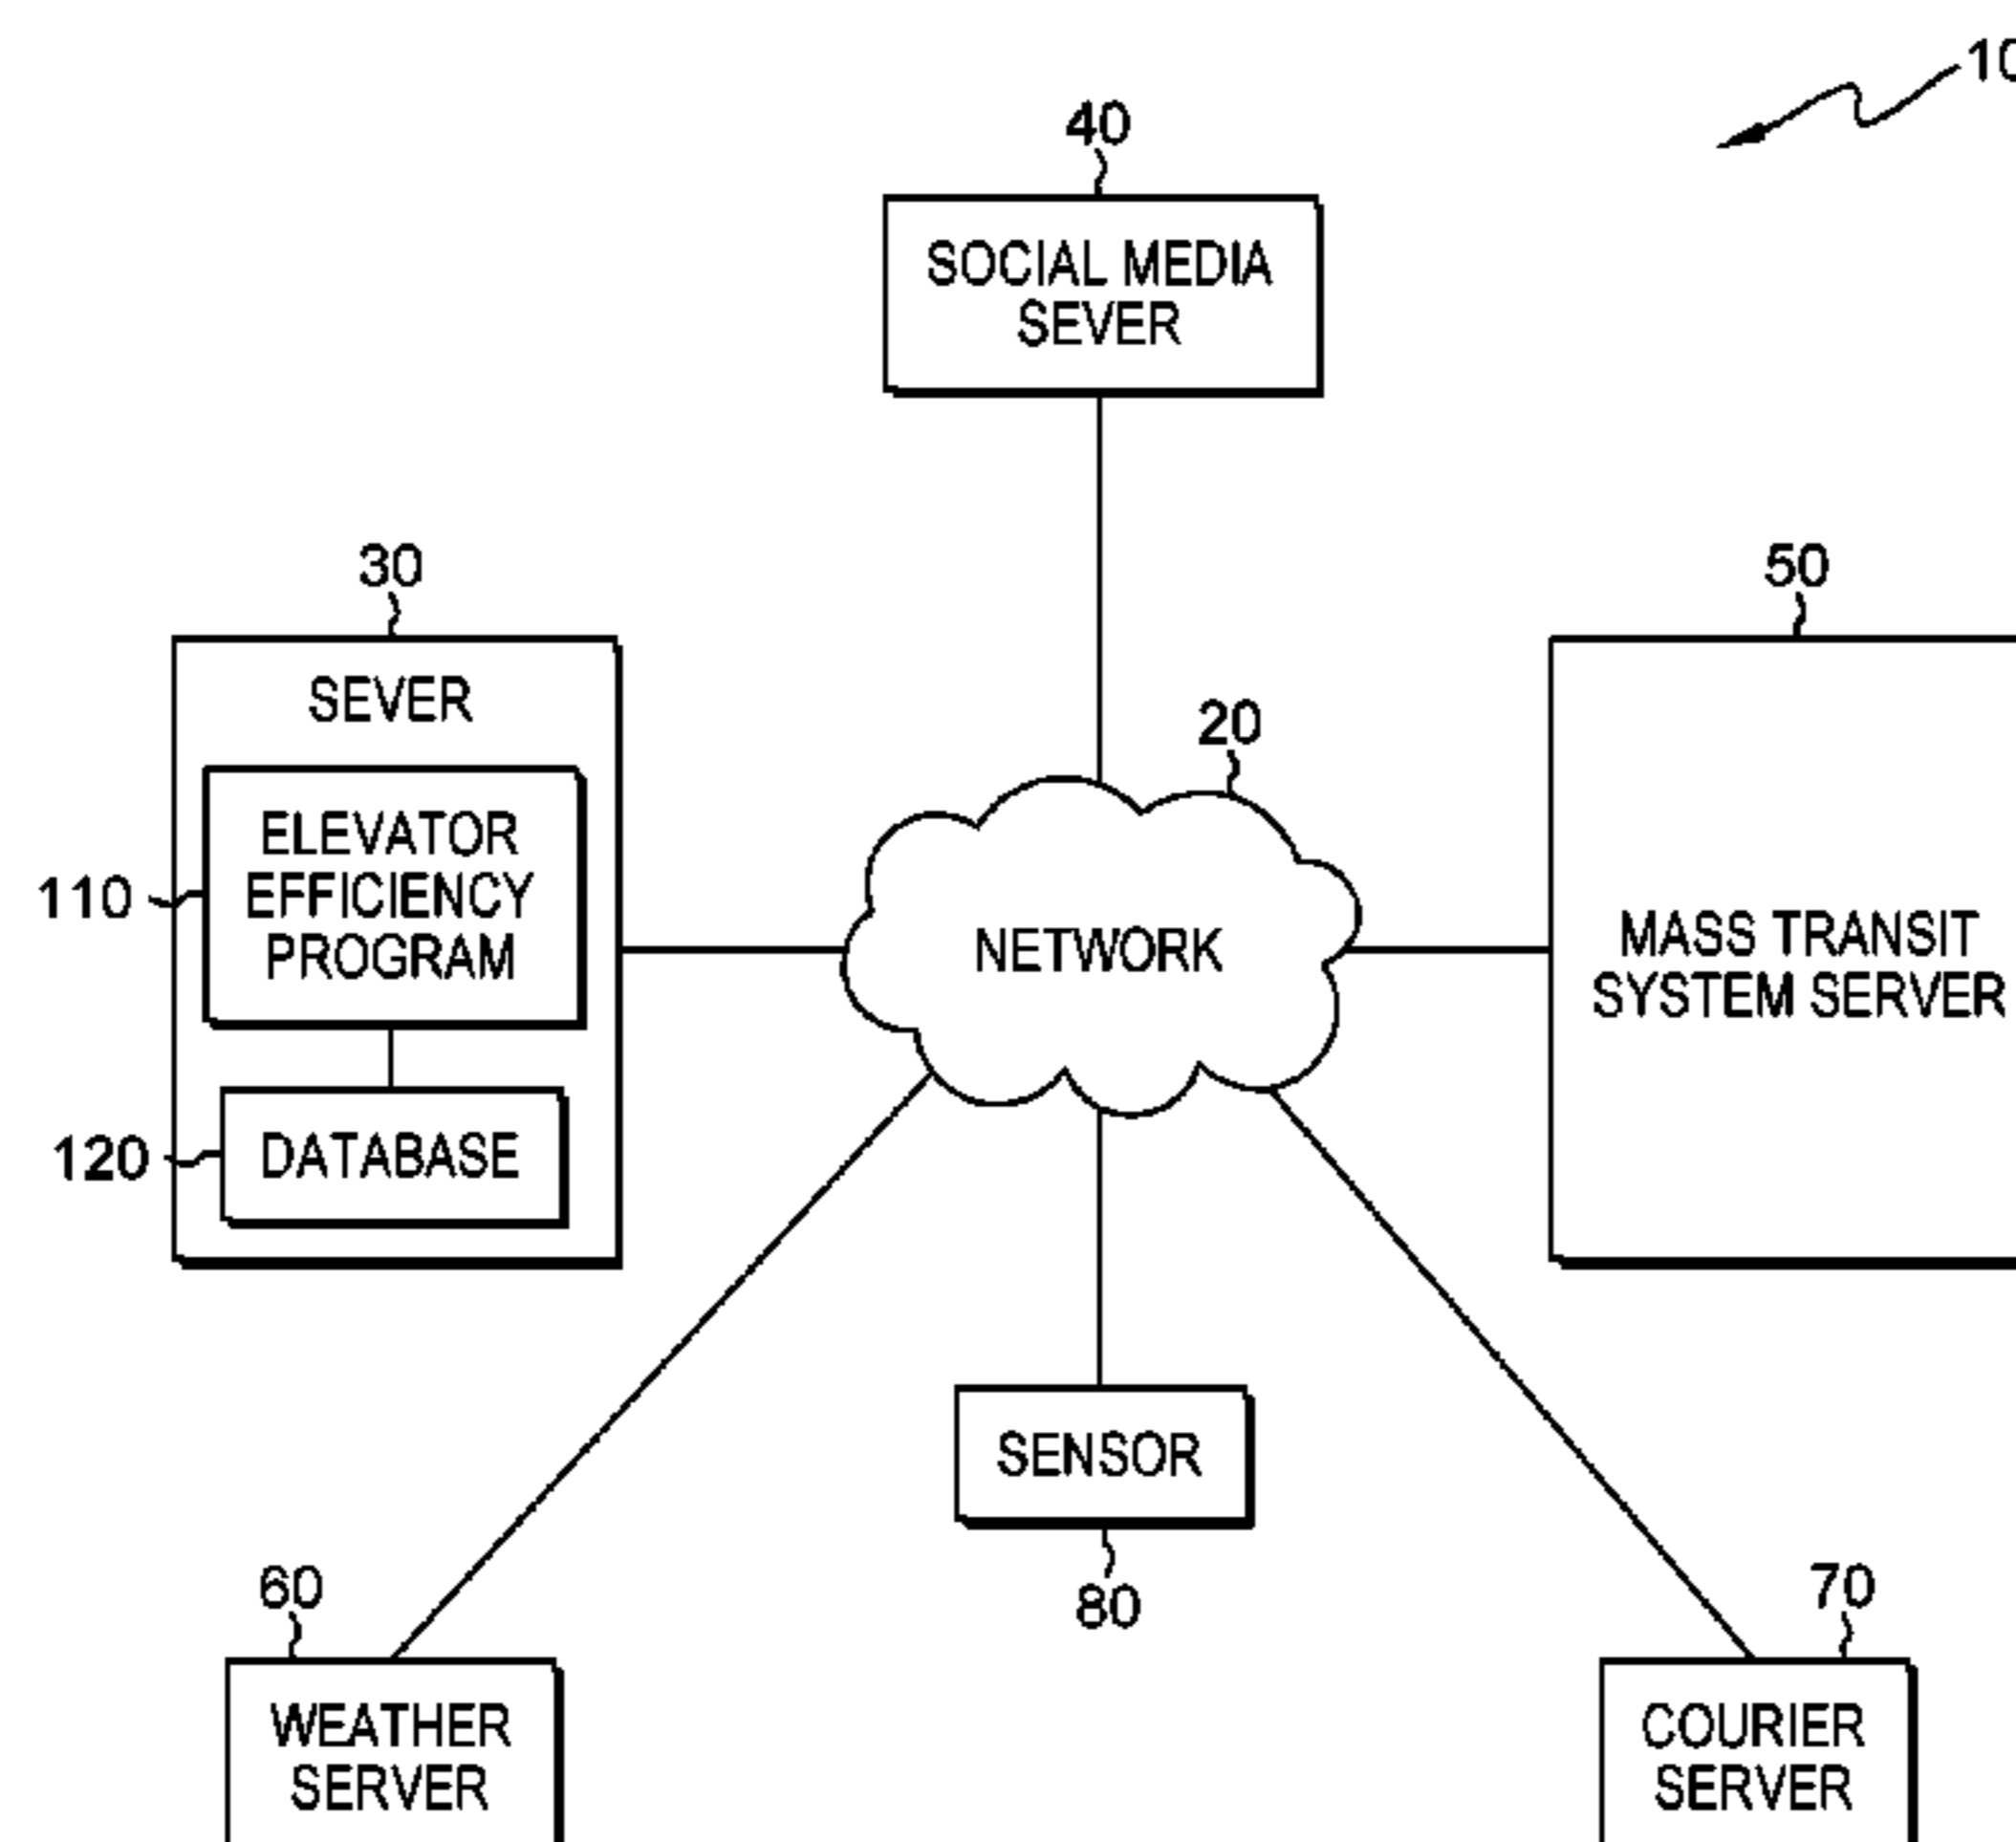 10
40
SOCIAL MEDIA
SEVER
30
50
SEVER
20
ELEVATOR
EFFICIENCY
PROGRAM
110
NETWORK
MASS TRANSIT
SYSTEM SERVER
120
DATABASE
SENSOR
80
60
70
WEATHER
SERVER
COURIER
SERVER